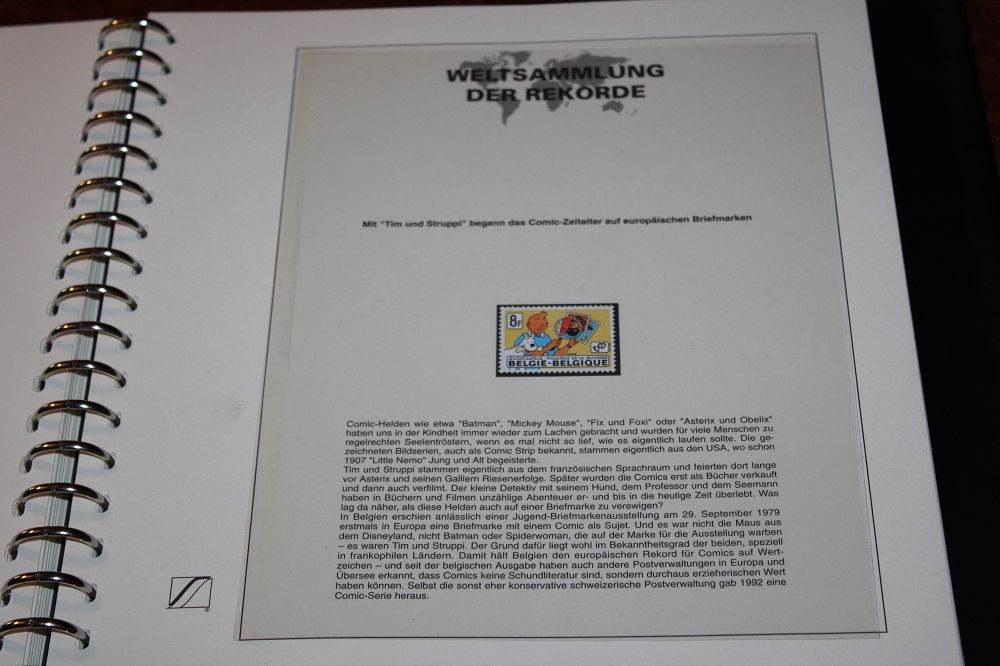 WELTSAMMLUNG
DER REKORDE
Mit "Tim und Struppi" begann das Comic-Zeitalter auf europäischen Briefmarken
8F
JEUGDFILATELIE - PHILATELIE DE LA JEUNESSE
BELGIE-BELGIQUE
Comic-Helden wie etwa "Batman", "Mickey Mouse", "Fix und Foxi" oder "Asterix und Obelix"
haben uns in der Kindheit immer wieder zum Lachen gebracht und wurden für viele Menschen zu
regelrechten Seelentröstern, wenn es mal nicht so lief, wie es eigentlich laufen sollte. Die ge-
zeichneten Bildserien, auch als Comic Strip bekannt, stammen eigentlich aus den USA, wo schon
1907 "Little Nemo" Jung und Alt begeisterte.
Tim und Struppi stammen eigentlich aus dem französischen Sprachraum und feierten dort lange
vor Asterix und seinen Galliern Riesenerfolge. Später wurden die Comics erst als Bücher verkauft
und dann auch verfilmt. Der kleine Detektiv mit seinem Hund, dem Professor und dem Seemann
haben in Büchern und Filmen unzählige Abenteuer er- und bis in die heutige Zeit überlebt. Was
lag da näher, als diese Helden auch auf einer Briefmarke zu verewigen?
In Belgien erschien anlässlich einer Jugend-Briefmarkenausstellung am 29. September 1979
erstmals in Europa eine Briefmarke mit einem Comic als Sujet. Und es war nicht die Maus aus
dem Disneyland, nicht Batman oder Spiderwoman, die auf der Marke für die Ausstellung warben
– es waren Tim und Struppi. Der Grund dafür liegt wohl im Bekanntheitsgrad der beiden, speziell
in frankophilen Ländern. Damit hält Belgien den europäischen Rekord für Comics auf Wert-
zeichen – und seit der belgischen Ausgabe haben auch andere Postverwaltungen in Europa und
Übersee erkannt, dass Comics keine Schundliteratur sind, sondern durchaus erzieherischen Wert
haben können. Selbst die sonst eher konservative schweizerische Postverwaltung gab 1992 eine
Comic-Serie heraus.